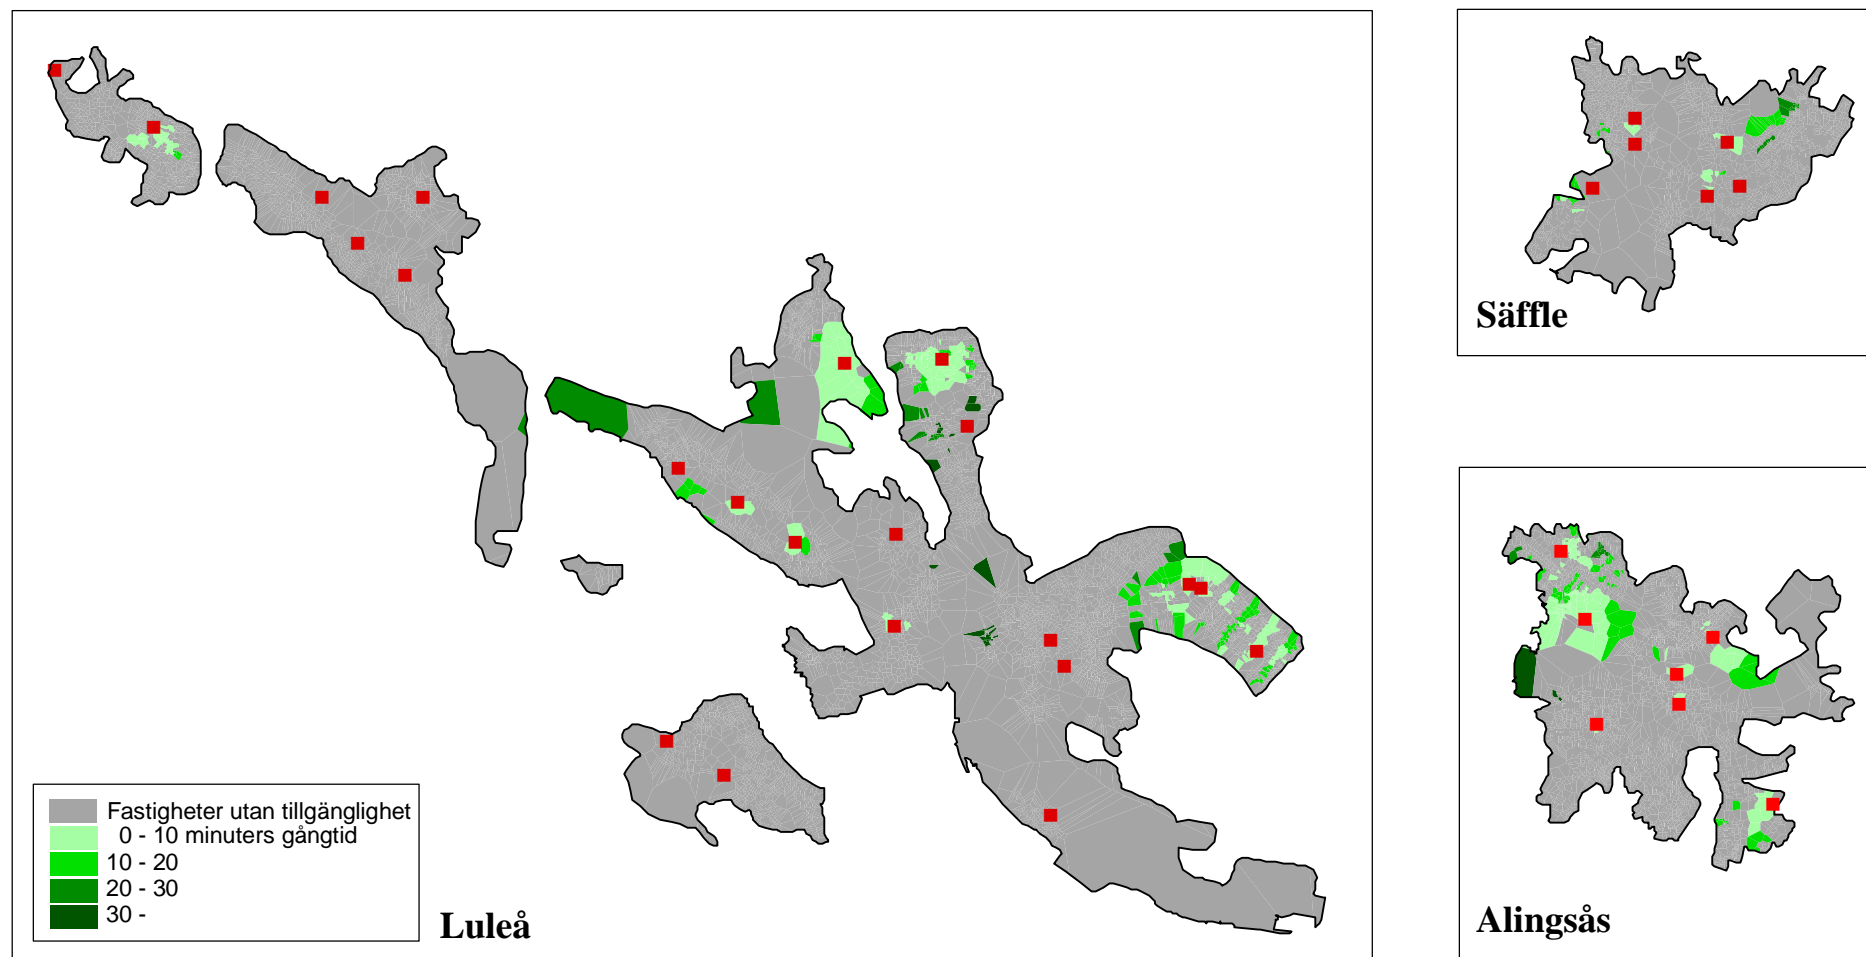 Säffle
Fastigheter utan tillgänglighet
0 - 10 minuters gångtid
10 - 20
20 - 30
30 -
Luleå
Alingsås